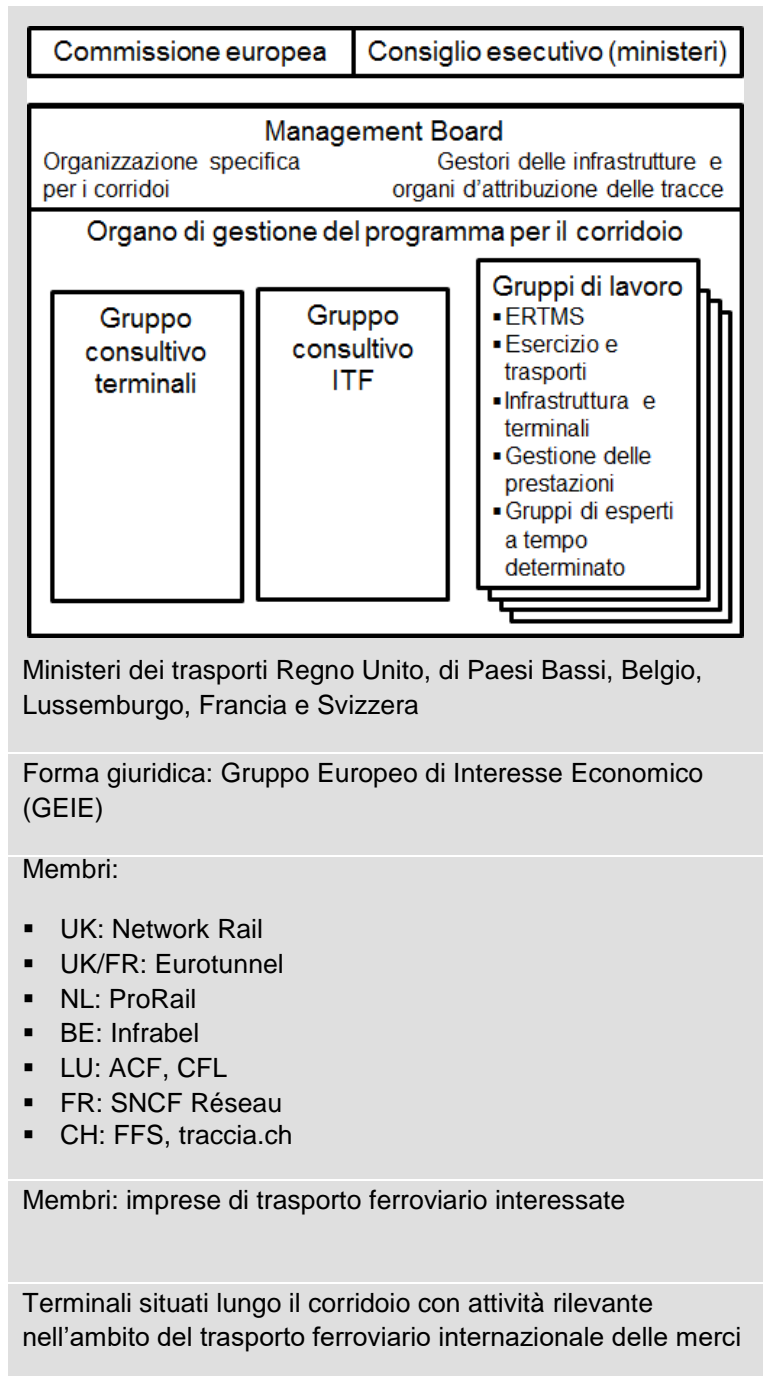 Commissione europea
Consiglio esecutivo (ministeri)
Management Board
Organizzazione specifica
per i corridoi
Gestori delle infrastrutture e
organi d'attribuzione delle tracce
Organo di gestione del programma per il corridoio
Gruppo
consultivo
terminali
Gruppo
consultivo
ITF
Gruppi di lavoro
▪ ERTMS
▪ Esercizio e
trasporti
▪ Infrastruttura e
terminali
▪ Gestione delle
prestazioni
▪ Gruppi di esperti
a tempo
determinato
Ministeri dei trasporti Regno Unito, di Paesi Bassi, Belgio,
Lussemburgo, Francia e Svizzera
Forma giuridica: Gruppo Europeo di Interesse Economico
(GEIE)
Membri:
▪ UK: Network Rail
▪ UK/FR: Eurotunnel
▪ NL: ProRail
▪ BE: Infrabel
▪ LU: ACF, CFL
▪ FR: SNCF Réseau
▪ CH: FFS, traccia.ch
Membri: imprese di trasporto ferroviario interessate
Terminali situati lungo il corridoio con attività rilevante
nell'ambito del trasporto ferroviario internazionale delle merci